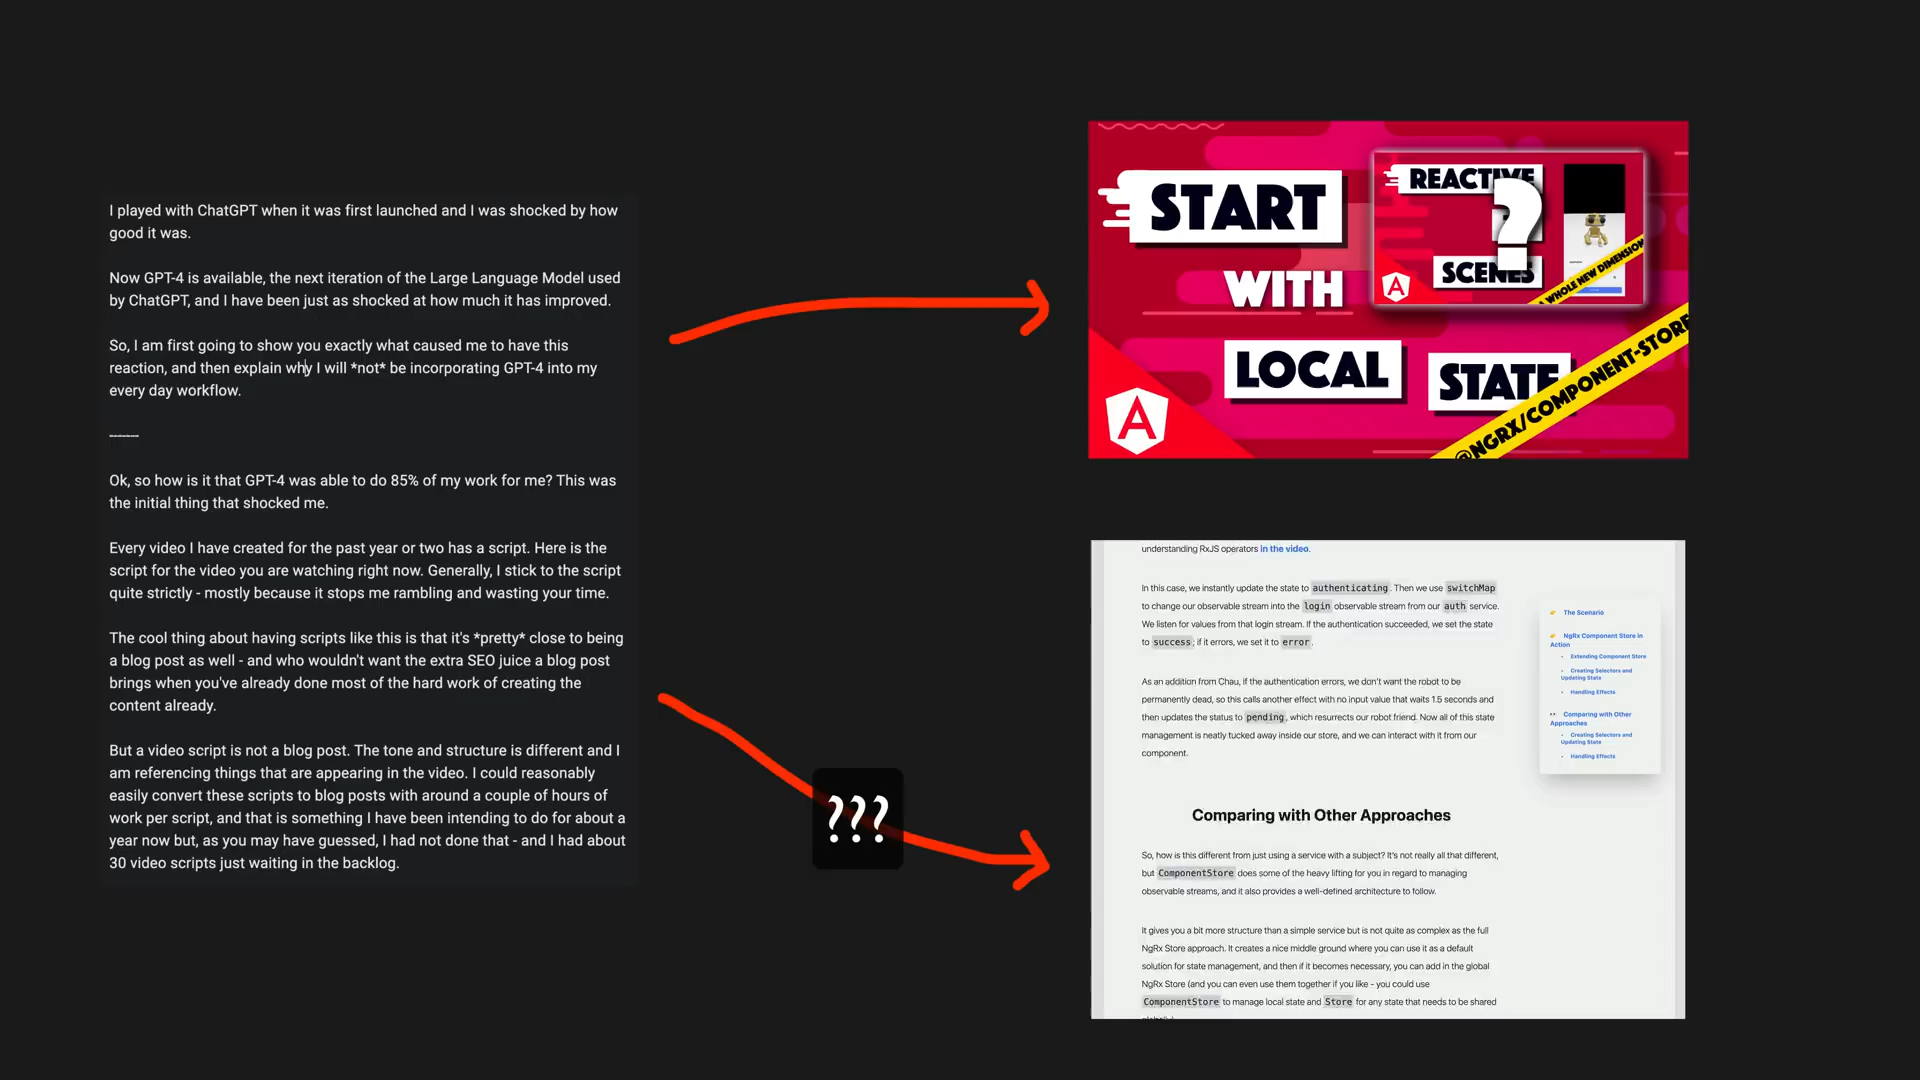 I played with ChatGPT when it was first launched and I was shocked by how
good it was.
Now GPT-4 is available, the next iteration of the Large Language Model used
by ChatGPT, and I have been just as shocked at how much it has improved.
So, I am first going to show you exactly what caused me to have this
reaction, and then explain why I will *not* be incorporating GPT-4 into my
every day workflow.
Ok, so how is it that GPT-4 was able to do 85% of my work for me? This was
the initial thing that shocked me.
Every video I have created for the past year or two has a script. Here is the
script for the video you are watching right now. Generally, I stick to the script
quite strictly - mostly because it stops me rambling and wasting your time.
The cool thing about having scripts like this is that it's *pretty* close to being
a blog post as well - and who wouldn't want the extra SEO juice a blog post
brings when you've already done most of the hard work of creating the
content already.
But a video script is not a blog post. The tone and structure is different and I
am referencing things that are appearing in the video. I could reasonably
easily convert these scripts to blog posts with around a couple of hours of
work per script, and that is something I have been intending to do for about a
year now but, as you may have guessed, I had not done that - and I had about
30 video scripts just waiting in the backlog.
???
START
WITH
LOCAL
STATE
@NGRX/COMPONENT-STORE
A
REACTIVE
?
SCENES
A WHOLE NEW DIMENSION
A
understanding RxJS operators in the video.
In this case, we instantly update the state to authenticating. Then we use switchMap
to change our observable stream into the login observable stream from our auth service.
We listen for values from that login stream. If the authentication succeeded, we set the state
to success; if it errors, we set it to error.
As an addition from Chau, if the authentication errors, we don't want the robot to be
permanently dead, so this calls another effect with no input value that waits 1.5 seconds and
then updates the status to pending, which resurrects our robot friend. Now all of this state
management is neatly tucked away inside our store, and we can interact with it from our
component.
Comparing with Other Approaches
So, how is this different from just using a service with a subject? It's not really all that different,
but ComponentStore does some of the heavy lifting for you in regard to managing
observable streams, and it also provides a well-defined architecture to follow.
It gives you a bit more structure than a simple service but is not quite as complex as the full
NgRx Store approach. It creates a nice middle ground where you can use it as a default
solution for state management, and then if it becomes necessary, you can add in the global
NgRx Store (and you can even use them together if you like - you could use
ComponentStore to manage local state and Store for any state that needs to be shared
The Scenario
NgRx Component Store in
Action
Extending Component Store
Creating Selectors and
Updating State
Handling Effects
Comparing with Other
Approaches
Creating Selectors and
Updating State
Handling Effects